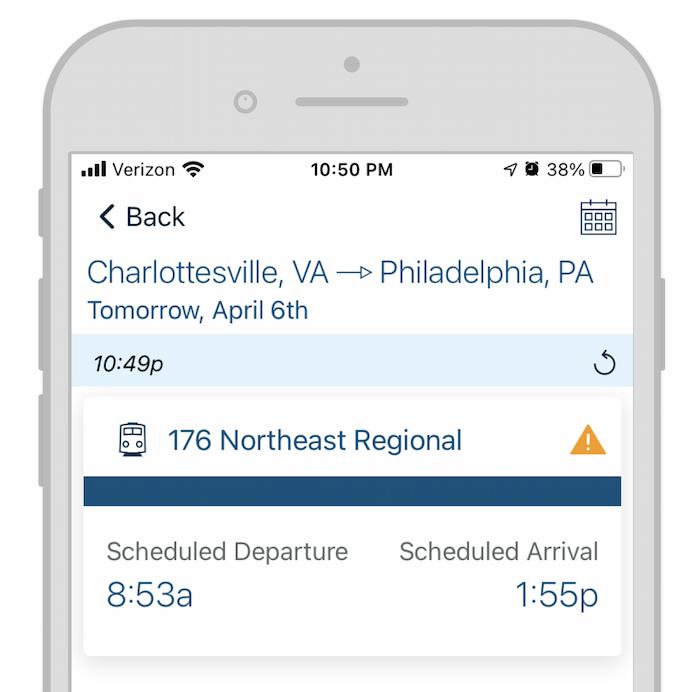 Verizon 10:50 PM 38%
Back
Charlottesville, VA → Philadelphia, PA
Tomorrow, April 6th
10:49p
176 Northeast Regional
Scheduled Departure Scheduled Arrival
8:53a 1:55p